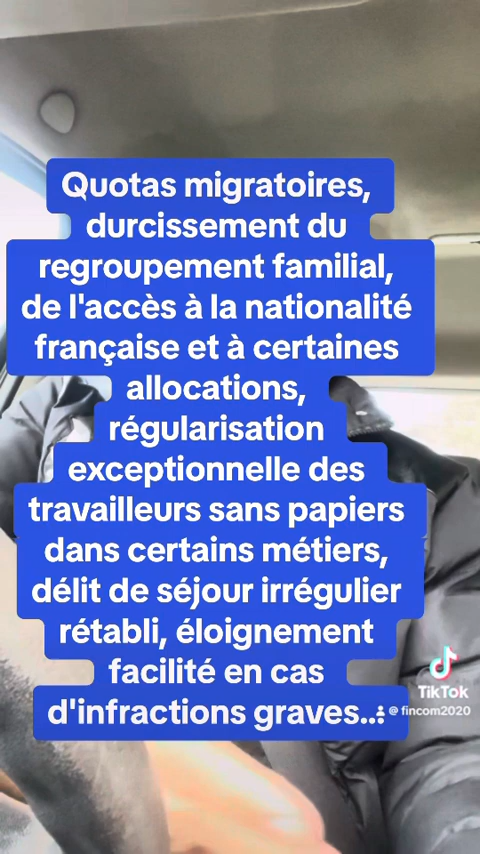 Quotas migratoires,
durcissement du
regroupement familial,
de l'accès à la nationalité
française et à certaines
allocations,
régularisation
exceptionnelle des
travailleurs sans papiers
dans certains métiers,
délit de séjour irrégulier
rétabli, éloignement
facilité en cas
d'infractions graves...
TikTok
@ fincom2020